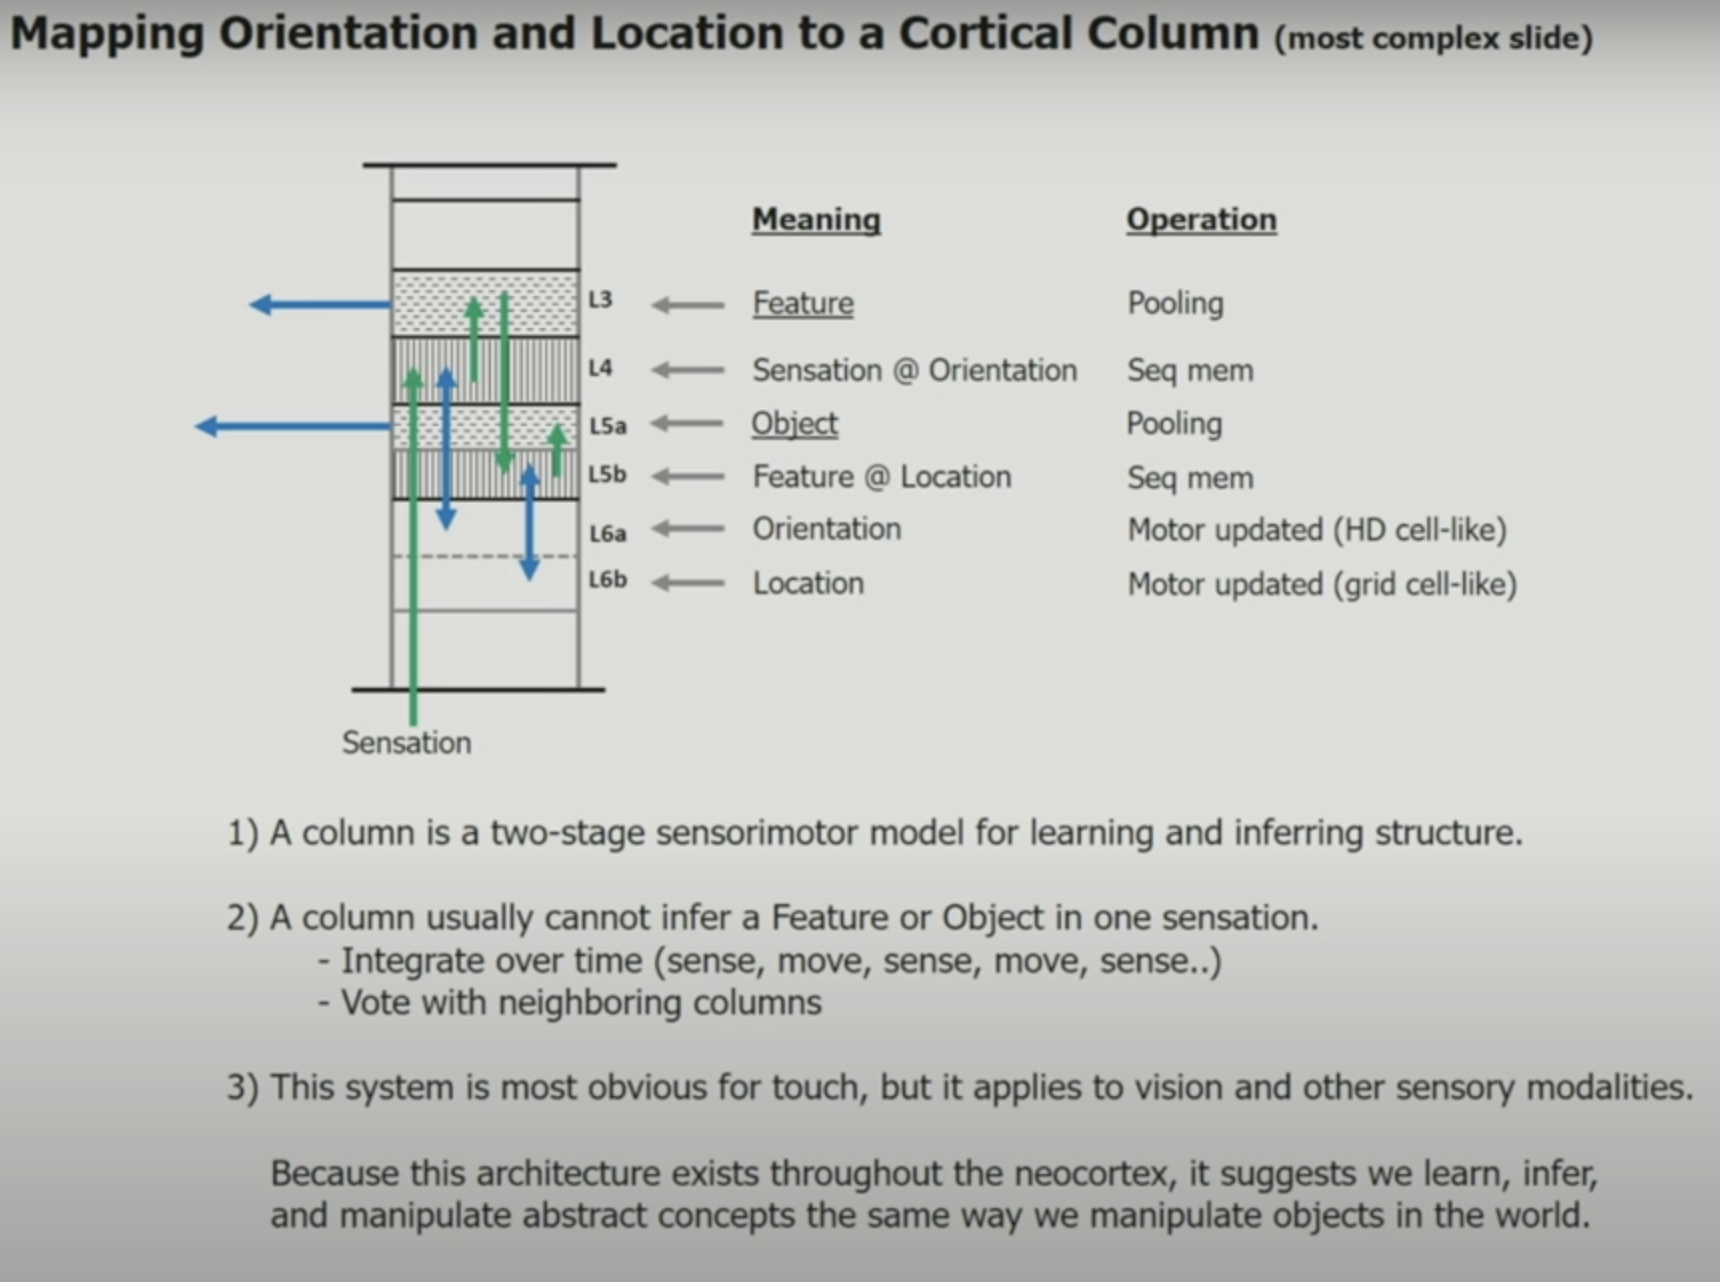 Mapping Orientation and Location to a Cortical Column (most complex slide)
Meaning Operation
L3 Feature Pooling
L4 Sensation @ Orientation Seq mem
L5a Object Pooling
L5b Feature @ Location Seq mem
L6a Orientation Motor updated (HD cell-like)
L6b Location Motor updated (grid cell-like)
Sensation
1) A column is a two-stage sensorimotor model for learning and inferring structure.
2) A column usually cannot infer a Feature or Object in one sensation.
- Integrate over time (sense, move, sense, move, sense..)
- Vote with neighboring columns
3) This system is most obvious for touch, but it applies to vision and other sensory modalities.
Because this architecture exists throughout the neocortex, it suggests we learn, infer,
and manipulate abstract concepts the same way we manipulate objects in the world.